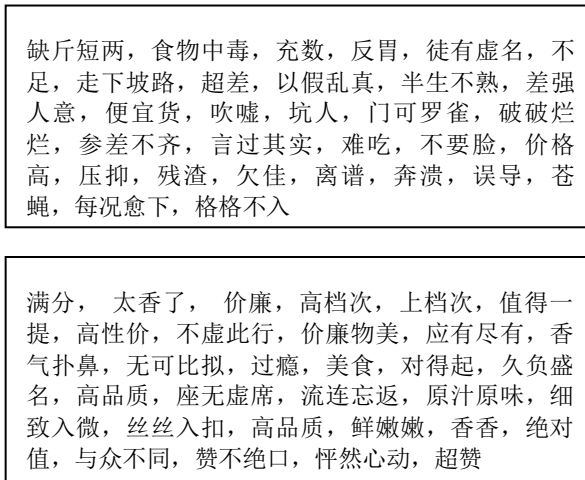 缺斤短两，食物中毒，充数，反胃，徒有虚名，不
足，走下坡路，超差，以假乱真，半生不熟，差强
人意，便宜货，吹嘘，坑人，门可罗雀，破破烂
烂，参差不齐，言过其实，难吃，不要脸，价格
高，压抑，残渣，欠佳，离谱，奔溃，误导，苍
蝇，每况愈下，格格不入
满分， 太香了， 价廉，高档次，上档次，值得一
提，高性价，不虚此行，价廉物美，应有尽有，香
气扑鼻，无可比拟，过瘾，美食，对得起，久负盛
名，高品质，座无虚席，流连忘返，原汁原味，细
致入微，丝丝入扣，高品质，鲜嫩嫩，香香，绝对
值，与众不同，赞不绝口，怦然心动，超赞